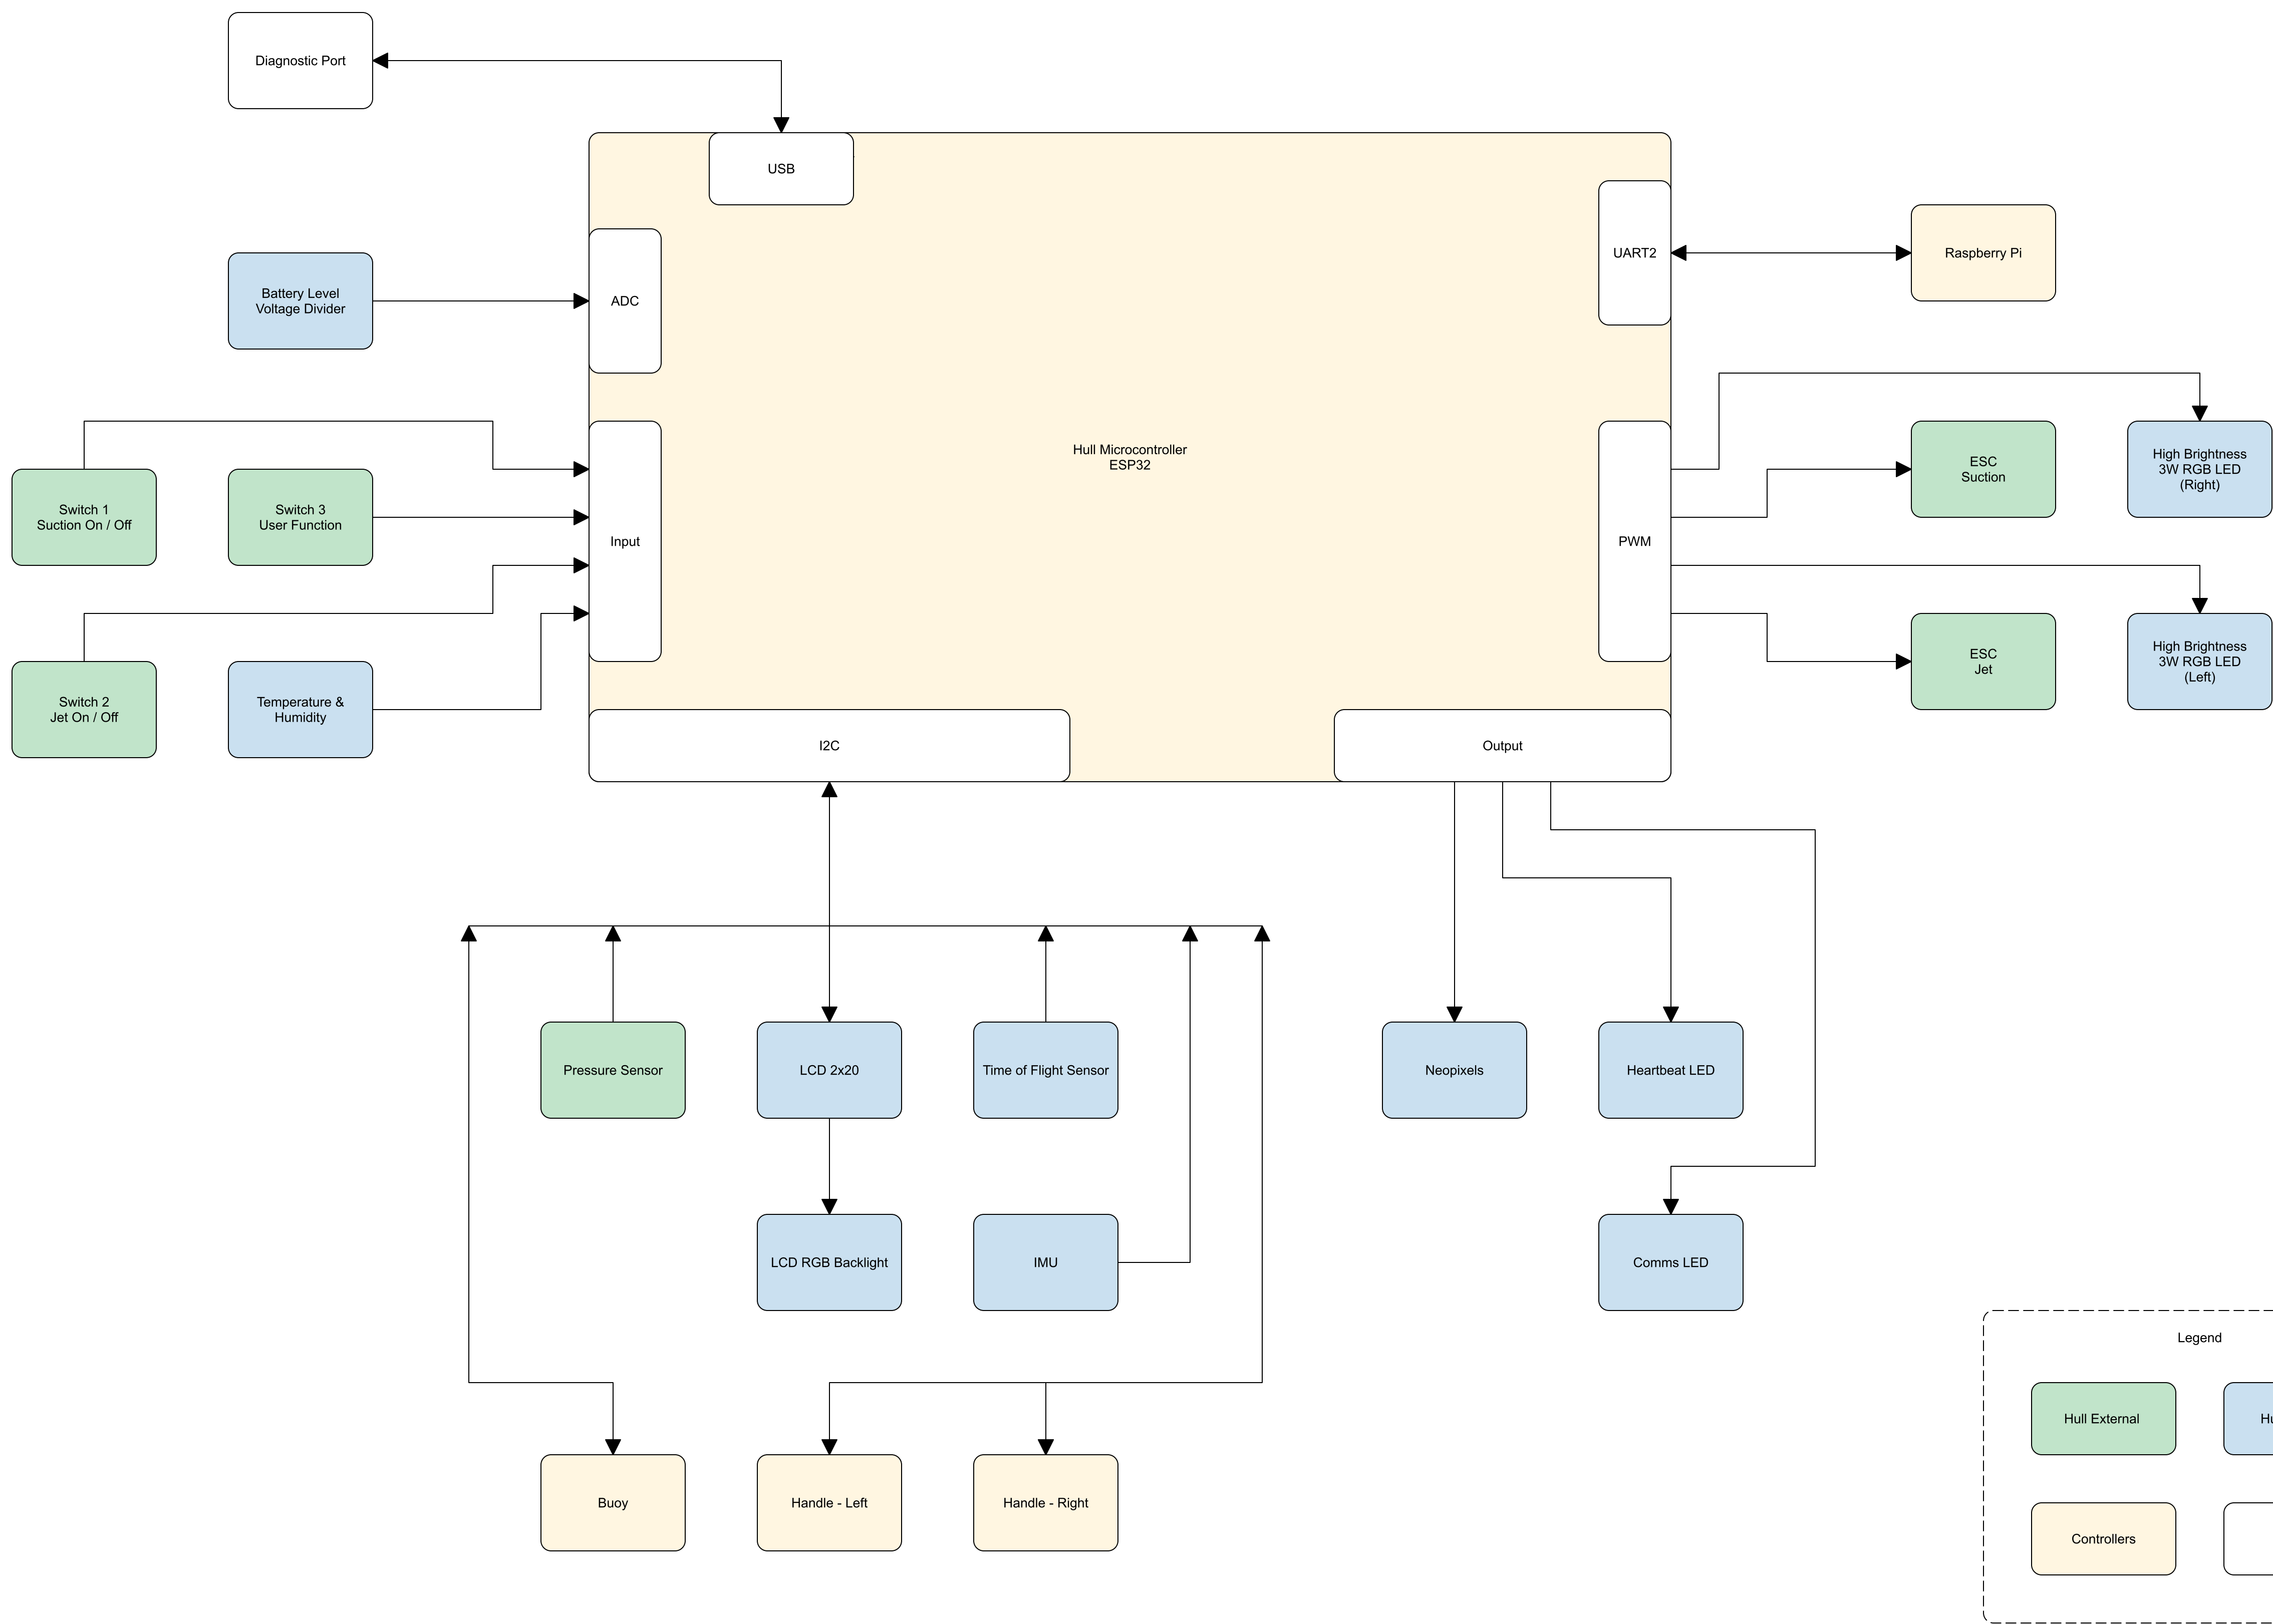 Diagnostic Port
USB
UART2
Raspberry Pi
Battery Level
Voltage Divider
ADC
Hull Microcontroller
ESP32
Switch 1
Suction On / Off
Switch 3
User Function
Input
PWM
ESC
Suction
High Brightness
3W RGB LED
(Right)
Switch 2
Jet On / Off
Temperature &
Humidity
ESC
Jet
High Brightness
3W RGB LED
(Left)
I2C
Output
Pressure Sensor
LCD 2x20
Time of Flight Sensor
Neopixels
Heartbeat LED
LCD RGB Backlight
IMU
Comms LED
Legend
Hull External
Controllers
Buoy
Handle - Left
Handle - Right